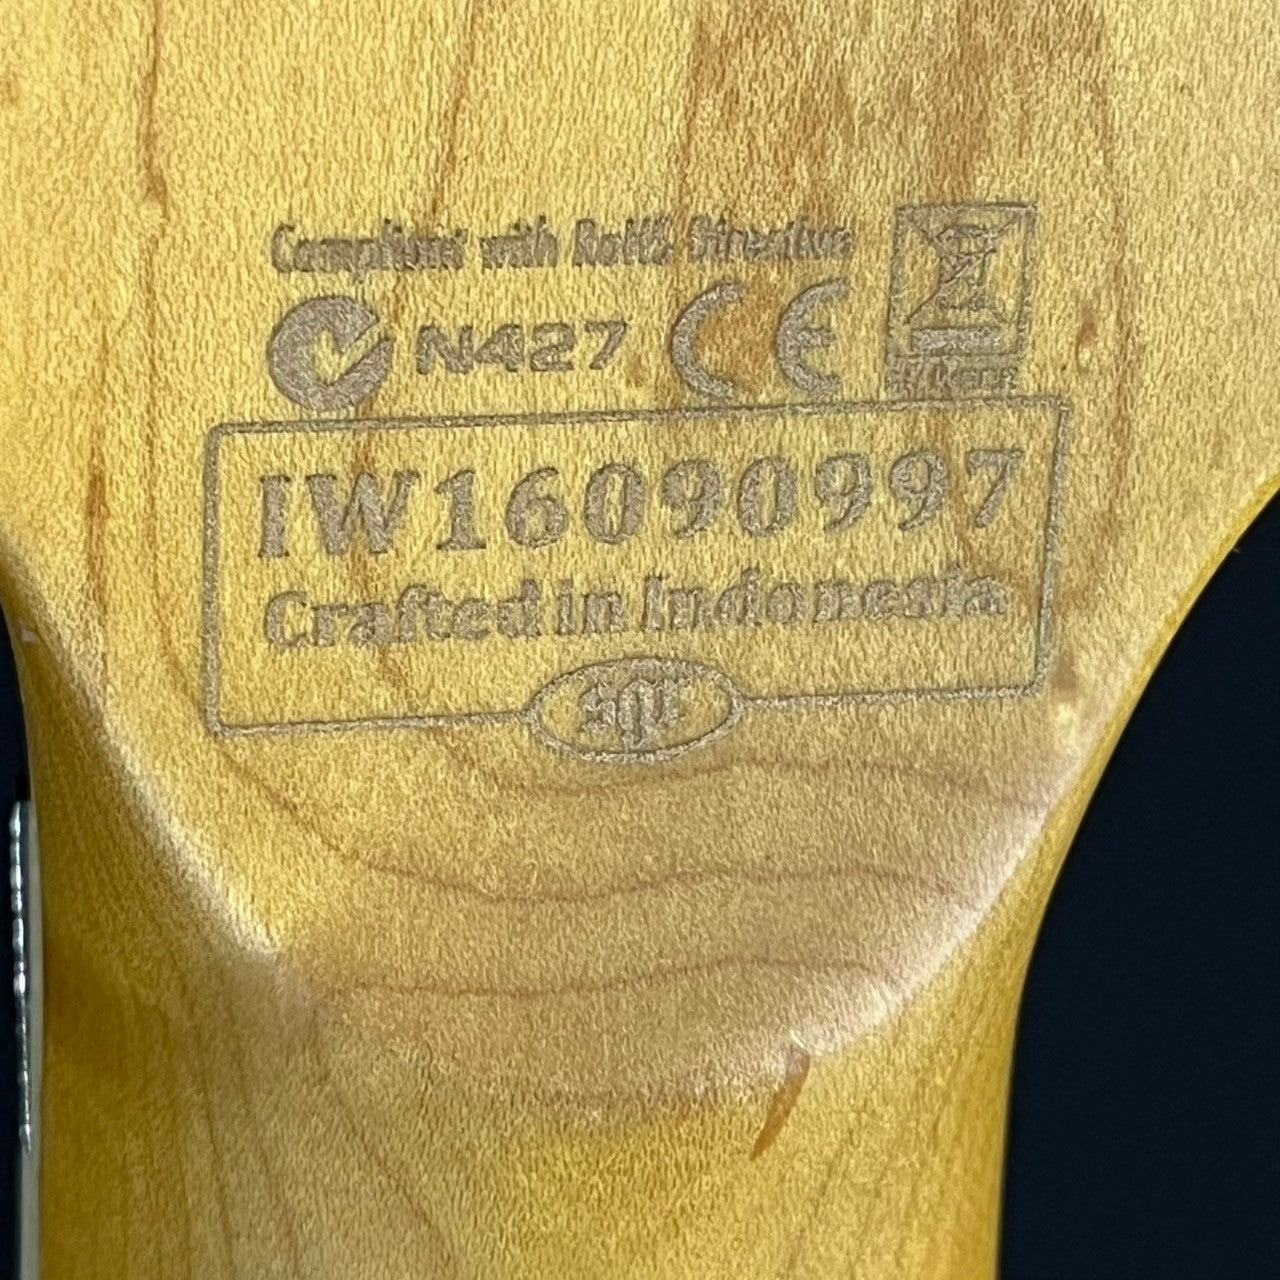 Compliant with RoHS Directive
N427 CE
IW16090997
Crafted in Indonesia